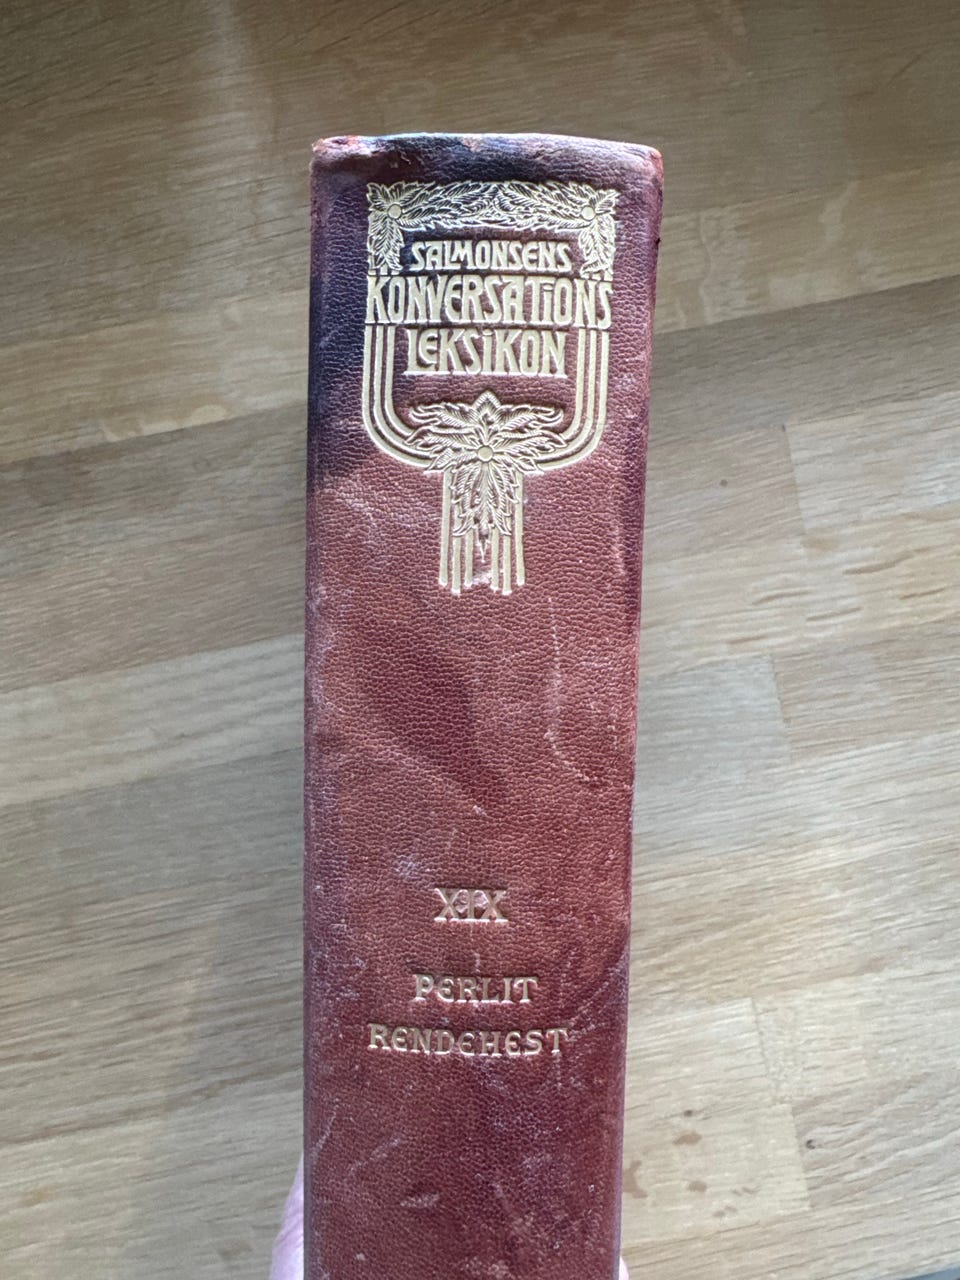 SALMONSENS
KONVERSATiONS
LEKSiKON
XIX
PERLIT
RENDEHEST